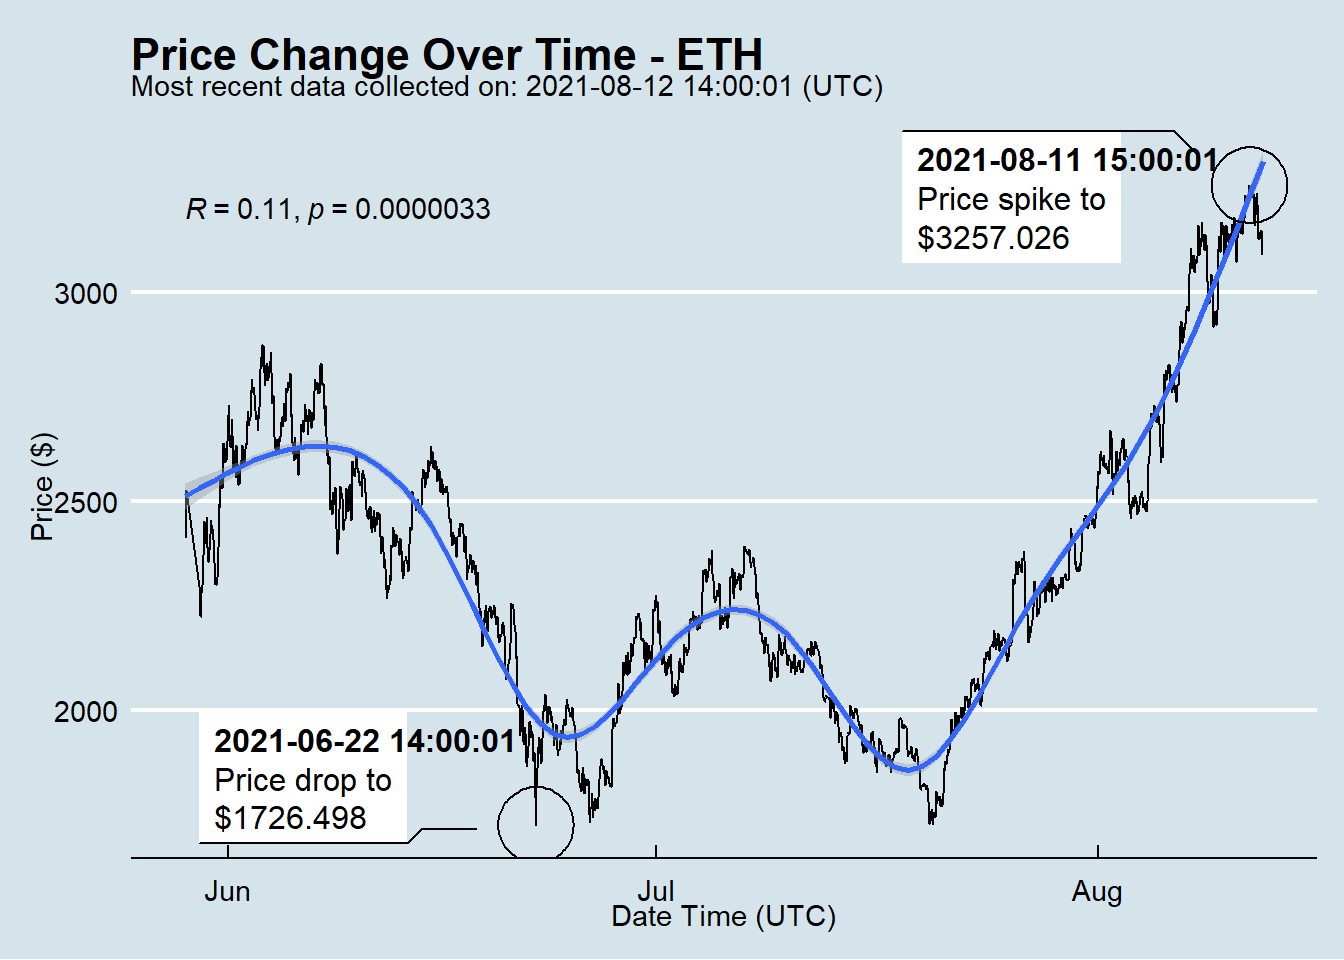 Price Change Over Time - ETH
Most recent data collected on: 2021-08-12 14:00:01 (UTC)
2021-08-11 15:00:01
Price spike to
$3257.026
R = 0.11, p = 0.0000033
3000
2500
2000
Price ($)
2021-06-22 14:00:01
Price drop to
$1726.498
Jun
Jul
Aug
Date Time (UTC)